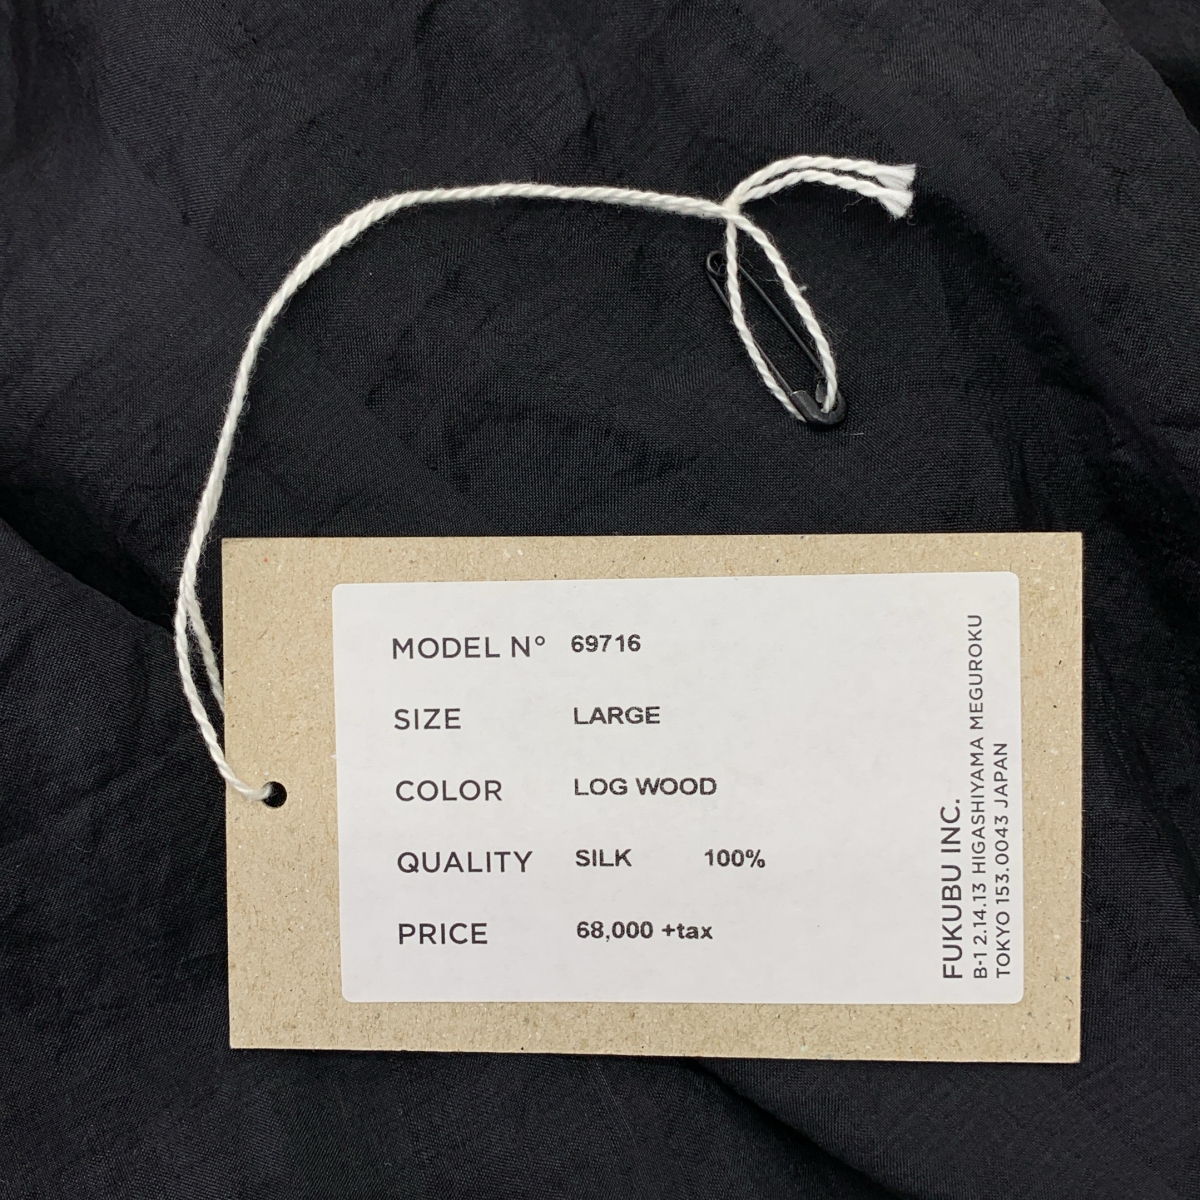 MODEL N° 69716
SIZE LARGE
COLOR LOG WOOD
QUALITY SILK 100%
PRICE 68,000 +tax
FUKUBU INC.
B-1 2.14.13 HIGASHIYAMA MEGUROKU
TOKYO 153.0043 JAPAN